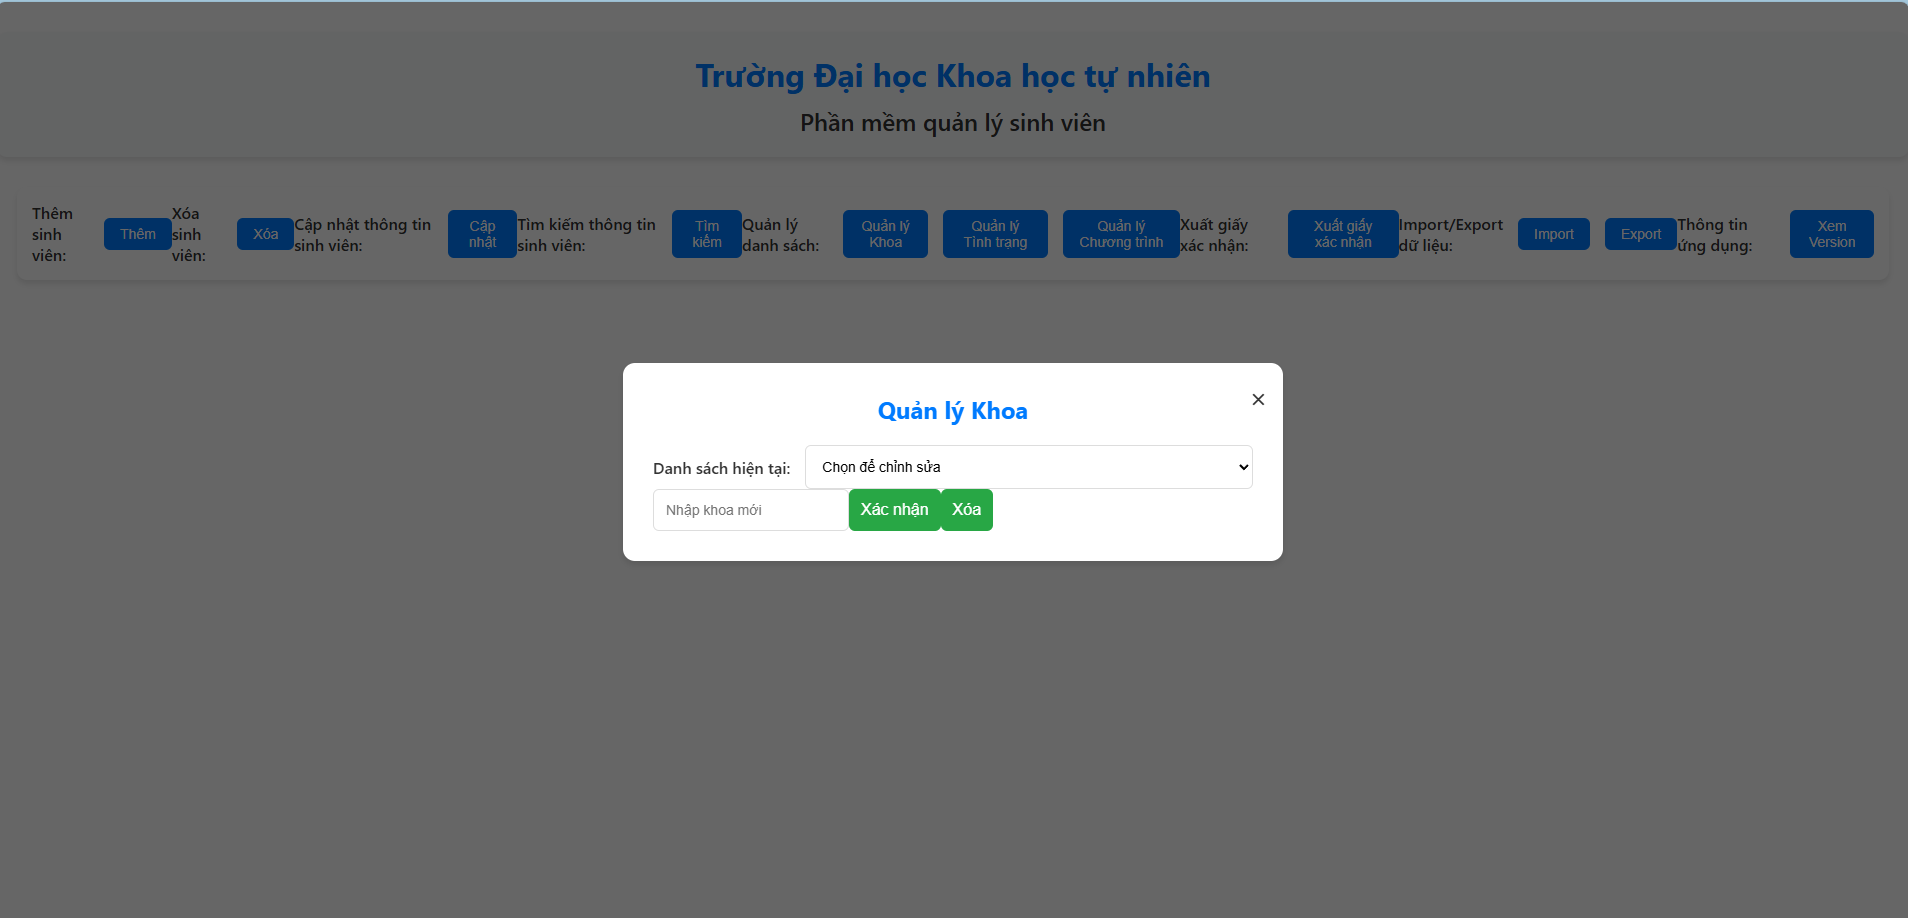 Trường Đại học Khoa học tự nhiên
Phần mềm quản lý sinh viên
Thêm
sinh
viên:
Thêm
Xóa
sinh
viên:
Xóa
Cập nhật thông tin
sinh viên:
Cập
nhật
Tìm kiếm thông tin
sinh viên:
Tìm
kiếm
Quản lý
danh sách:
Quản lý
Khoa
Quản lý
Tình trạng
Quản lý
Chương trình
Xuất giấy
xác nhận:
Xuất giấy
xác nhận
Import/Export
dữ liệu:
Import
Export
Thông tin
ứng dụng:
Xem
Version
Quản lý Khoa
×
Danh sách hiện tại:
Chọn để chỉnh sửa
Nhập khoa mới
Xác nhận
Xóa